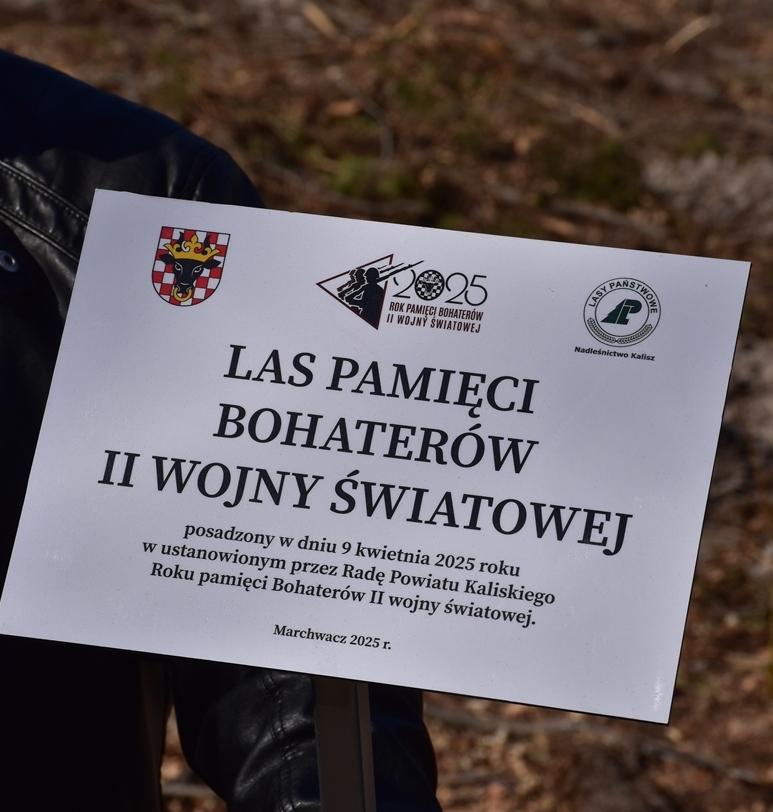 2025
ROK PAMIĘCI BOHATERÓW
II WOJNY ŚWIATOWEJ
LASY PAŃSTWOWE
Nadleśnictwo Kalisz
LAS PAMIĘCI
BOHATERÓW
II WOJNY ŚWIATOWEJ
posadzony w dniu 9 kwietnia 2025 roku
w ustanowionym przez Radę Powiatu Kaliskiego
Roku pamięci Bohaterów II wojny światowej.
Marchwacz 2025 r.